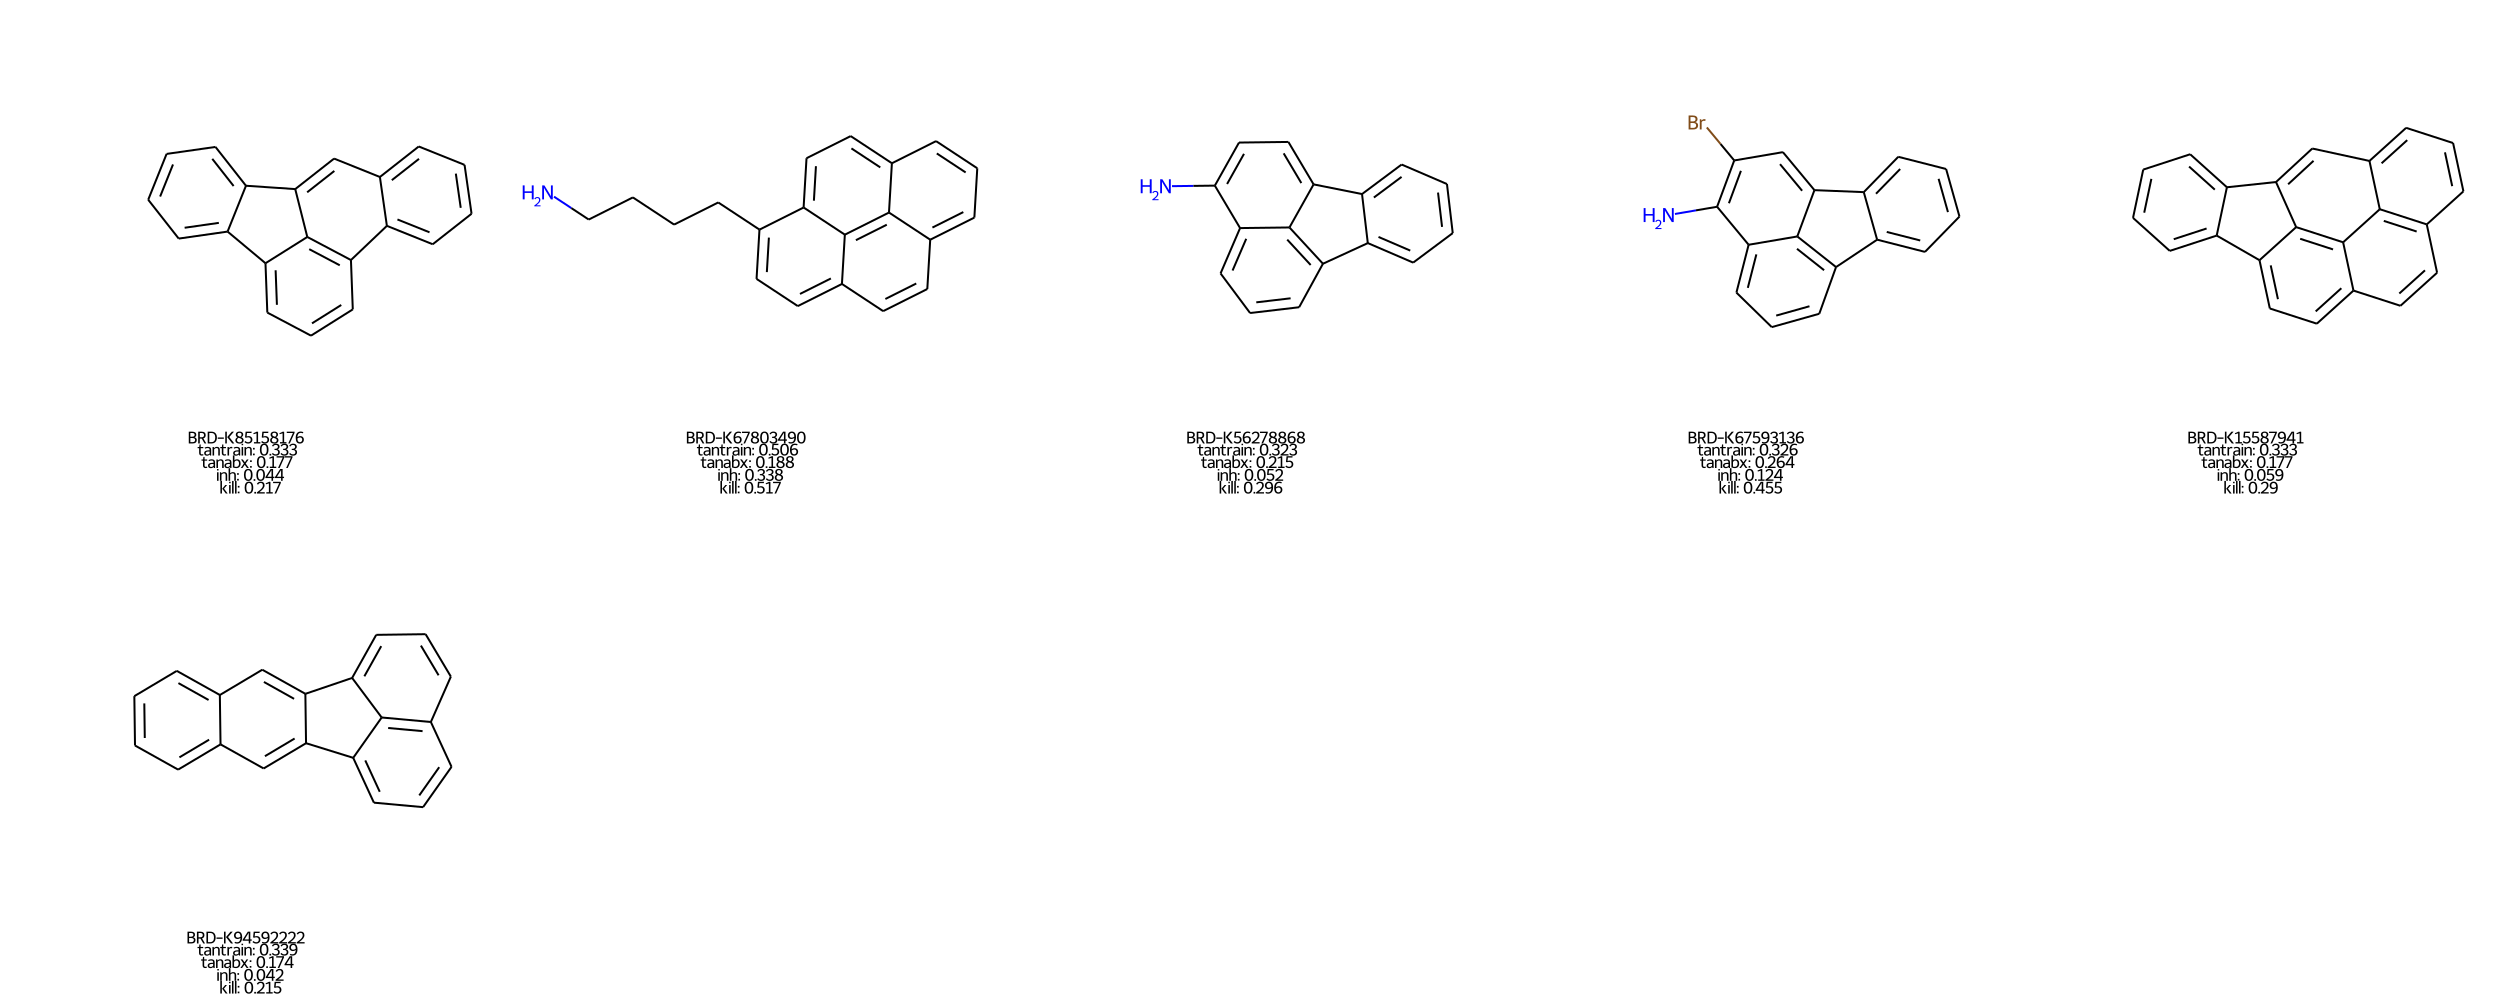 H2N
H2N
Br
H2N
BRD-K85158176
tantrain: 0.333
tanabx: 0.177
inh: 0.044
kill: 0.217
BRD-K67803490
tantrain: 0.506
tanabx: 0.188
inh: 0.338
kill: 0.517
BRD-K56278868
tantrain: 0.323
tanabx: 0.215
inh: 0.052
kill: 0.296
BRD-K67593136
tantrain: 0.326
tanabx: 0.264
inh: 0.124
kill: 0.455
BRD-K15587941
tantrain: 0.333
tanabx: 0.177
inh: 0.059
kill: 0.29
BRD-K94592222
tantrain: 0.339
tanabx: 0.174
inh: 0.042
kill: 0.215